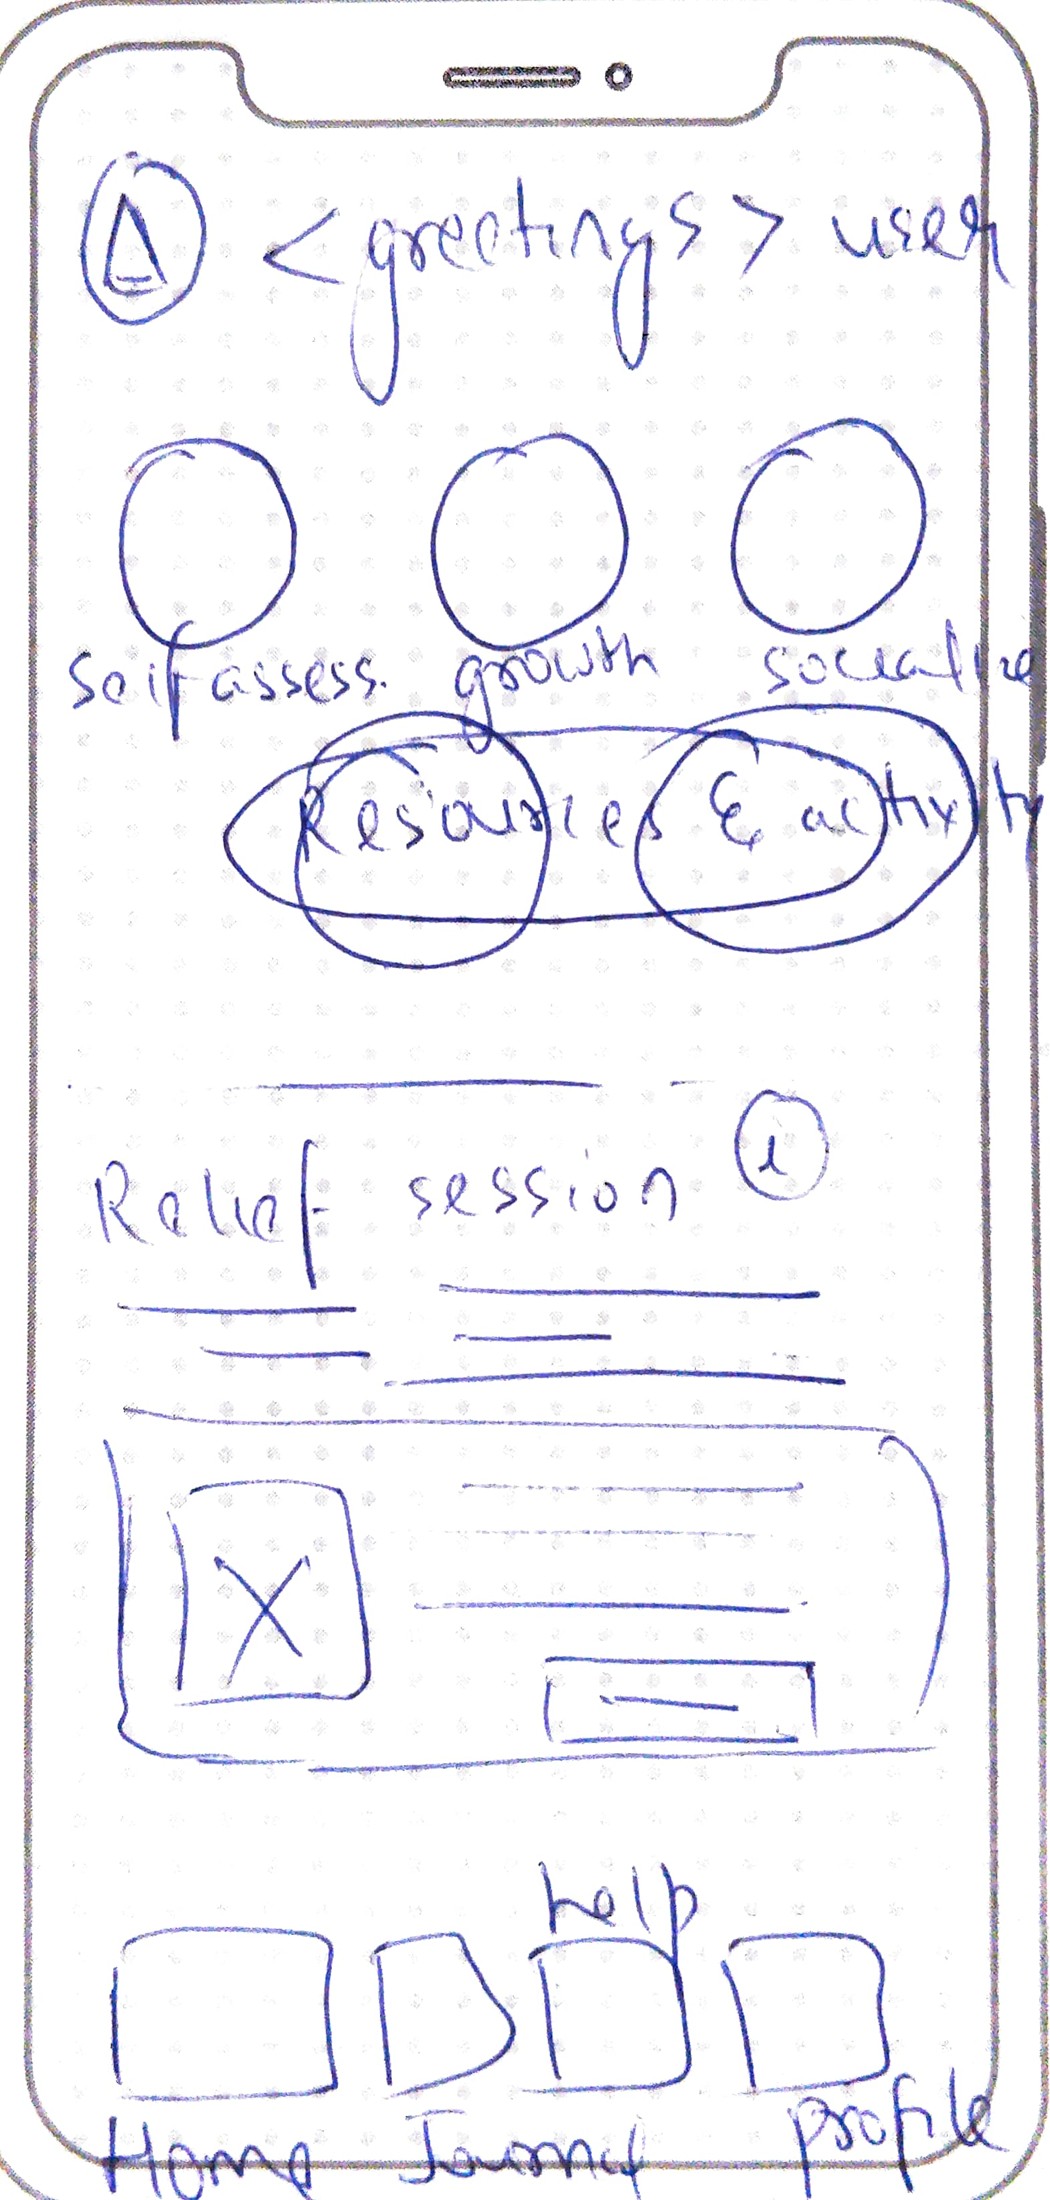 <greetings> user
self assess. growth socialize
Resources & activity
Relief session i
help
Home Journal profile